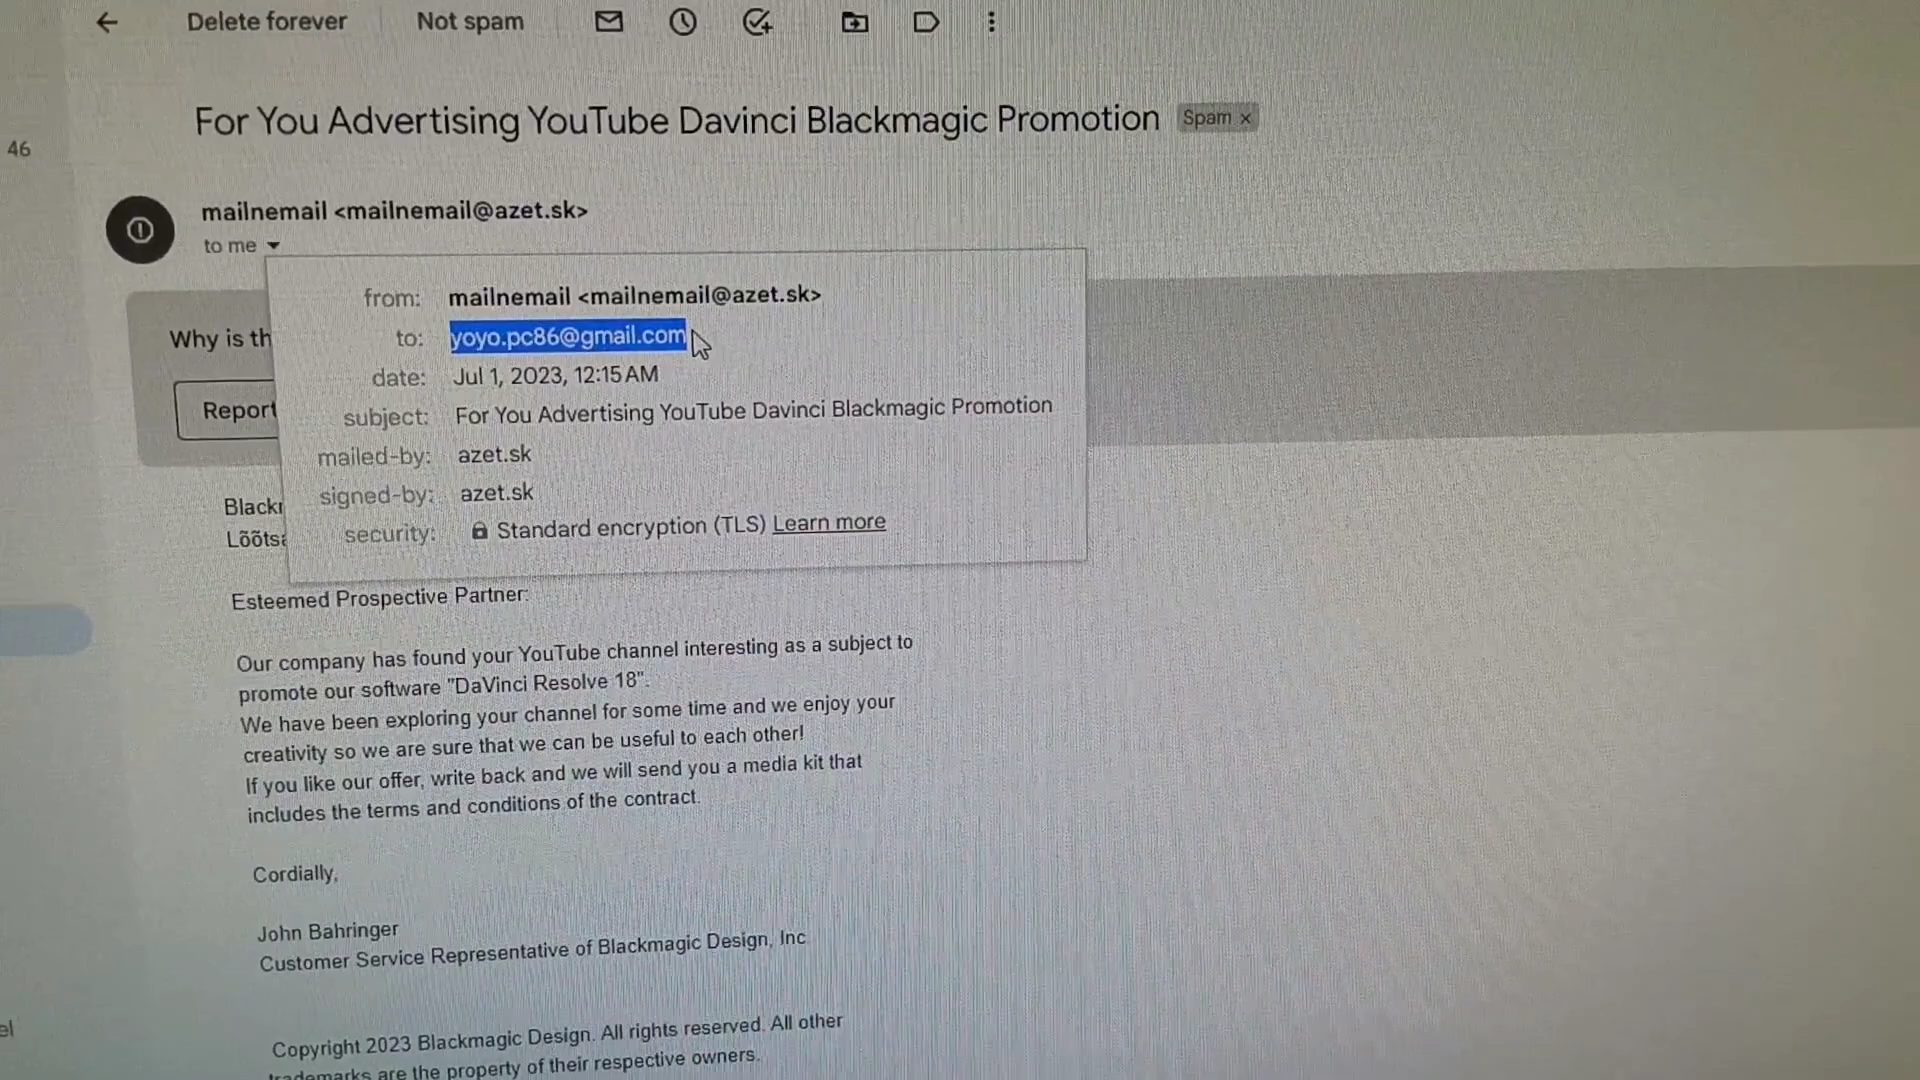 Delete forever
Not spam
For You Advertising YouTube Davinci Blackmagic Promotion
Spam ×
46
mailnemail <mailnemail@azet.sk>
to me
from: mailnemail <mailnemail@azet.sk>
Why is th
to: yoyo.pc86@gmail.com
date: Jul 1, 2023, 12:15 AM
Report
subject: For You Advertising YouTube Davinci Blackmagic Promotion
mailed-by: azet.sk
signed-by: azet.sk
Black
security: Standard encryption (TLS) Learn more
Lõõtsa
Esteemed Prospective Partner:
Our company has found your YouTube channel interesting as a subject to
promote our software "DaVinci Resolve 18".
We have been exploring your channel for some time and we enjoy your
creativity so we are sure that we can be useful to each other!
If you like our offer, write back and we will send you a media kit that
includes the terms and conditions of the contract.
Cordially,
John Bahringer
Customer Service Representative of Blackmagic Design, Inc
el
Copyright 2023 Blackmagic Design. All rights reserved. All other
trademarks are the property of their respective owners.